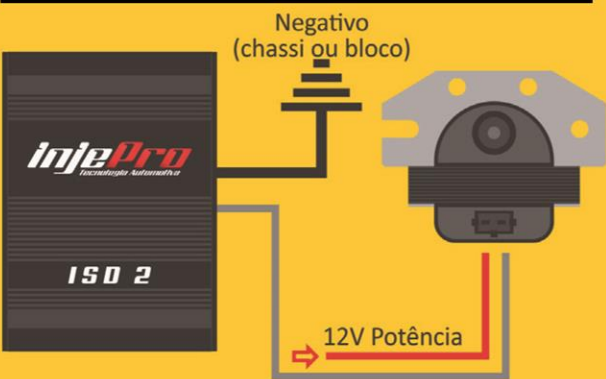 Negativo
(chassi ou bloco)
injePro
Tecnologia Automotiva
ISD 2
12V Potência